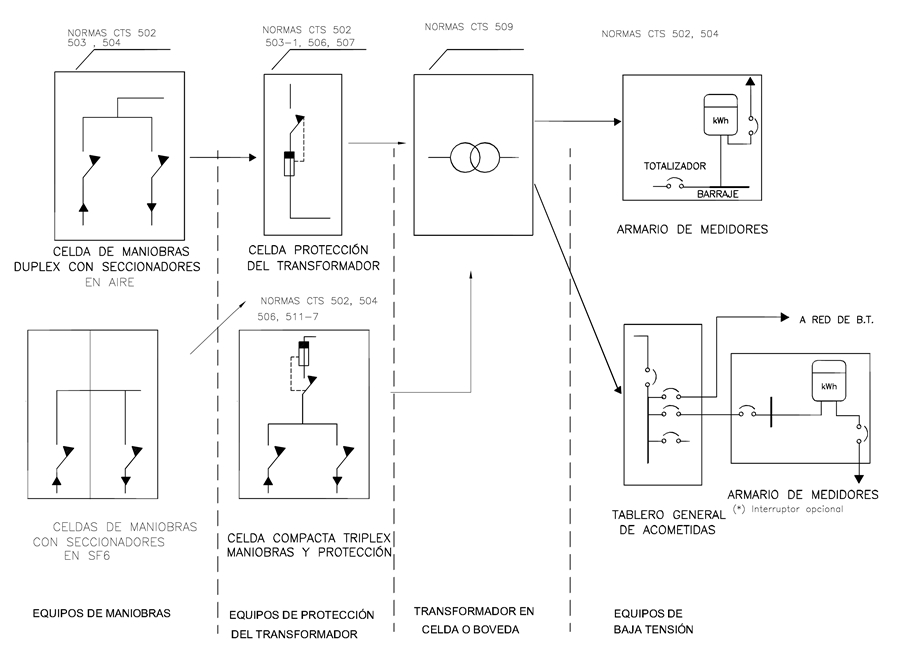 NORMAS CTS 502
503 , 504
NORMAS CTS 502
503-1, 506, 507
NORMAS CTS 509
NORMAS CTS 502, 504
kWh
TOTALIZADOR
BARRAJE
CELDA DE MANIOBRAS
DUPLEX CON SECCIONADORES
EN AIRE
CELDA PROTECCIÓN
DEL TRANSFORMADOR
ARMARIO DE MEDIDORES
NORMAS CTS 502, 504
506, 511-7
A RED DE B.T.
kWh
CELDAS DE MANIOBRAS
CON SECCIONADORES
EN SF6
CELDA COMPACTA TRIPLEX
MANIOBRAS Y PROTECCIÓN
TABLERO GENERAL
DE ACOMETIDAS
ARMARIO DE MEDIDORES
(*) Interruptor opcional
EQUIPOS DE MANIOBRAS
EQUIPOS DE PROTECCIÓN
DEL TRANSFORMADOR
TRANSFORMADOR EN
CELDA O BOVEDA
EQUIPOS DE
BAJA TENSIÓN